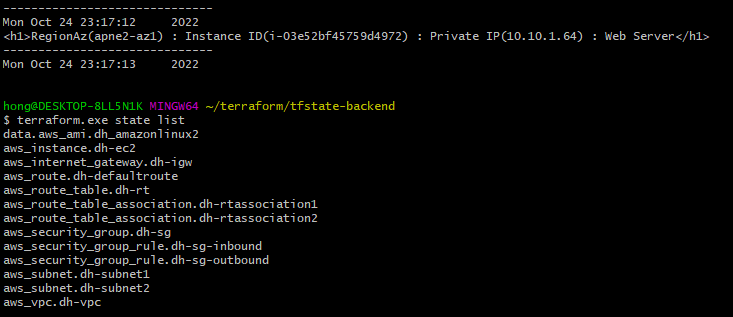 -------------------------------
Mon Oct 24 23:17:12     2022
<h1>RegionAz(apne2-az1) : Instance ID(i-03e52bf45759d4972) : Private IP(10.10.1.64) : Web Server</h1>
-------------------------------
Mon Oct 24 23:17:13     2022
hong@DESKTOP-8LL5N1K MINGW64 ~/terraform/tfstate-backend
$ terraform.exe state list
data.aws_ami.dh_amazonlinux2
aws_instance.dh-ec2
aws_internet_gateway.dh-igw
aws_route.dh-defaultroute
aws_route_table.dh-rt
aws_route_table_association.dh-rtassociation1
aws_route_table_association.dh-rtassociation2
aws_security_group.dh-sg
aws_security_group_rule.dh-sg-inbound
aws_security_group_rule.dh-sg-outbound
aws_subnet.dh-subnet1
aws_subnet.dh-subnet2
aws_vpc.dh-vpc